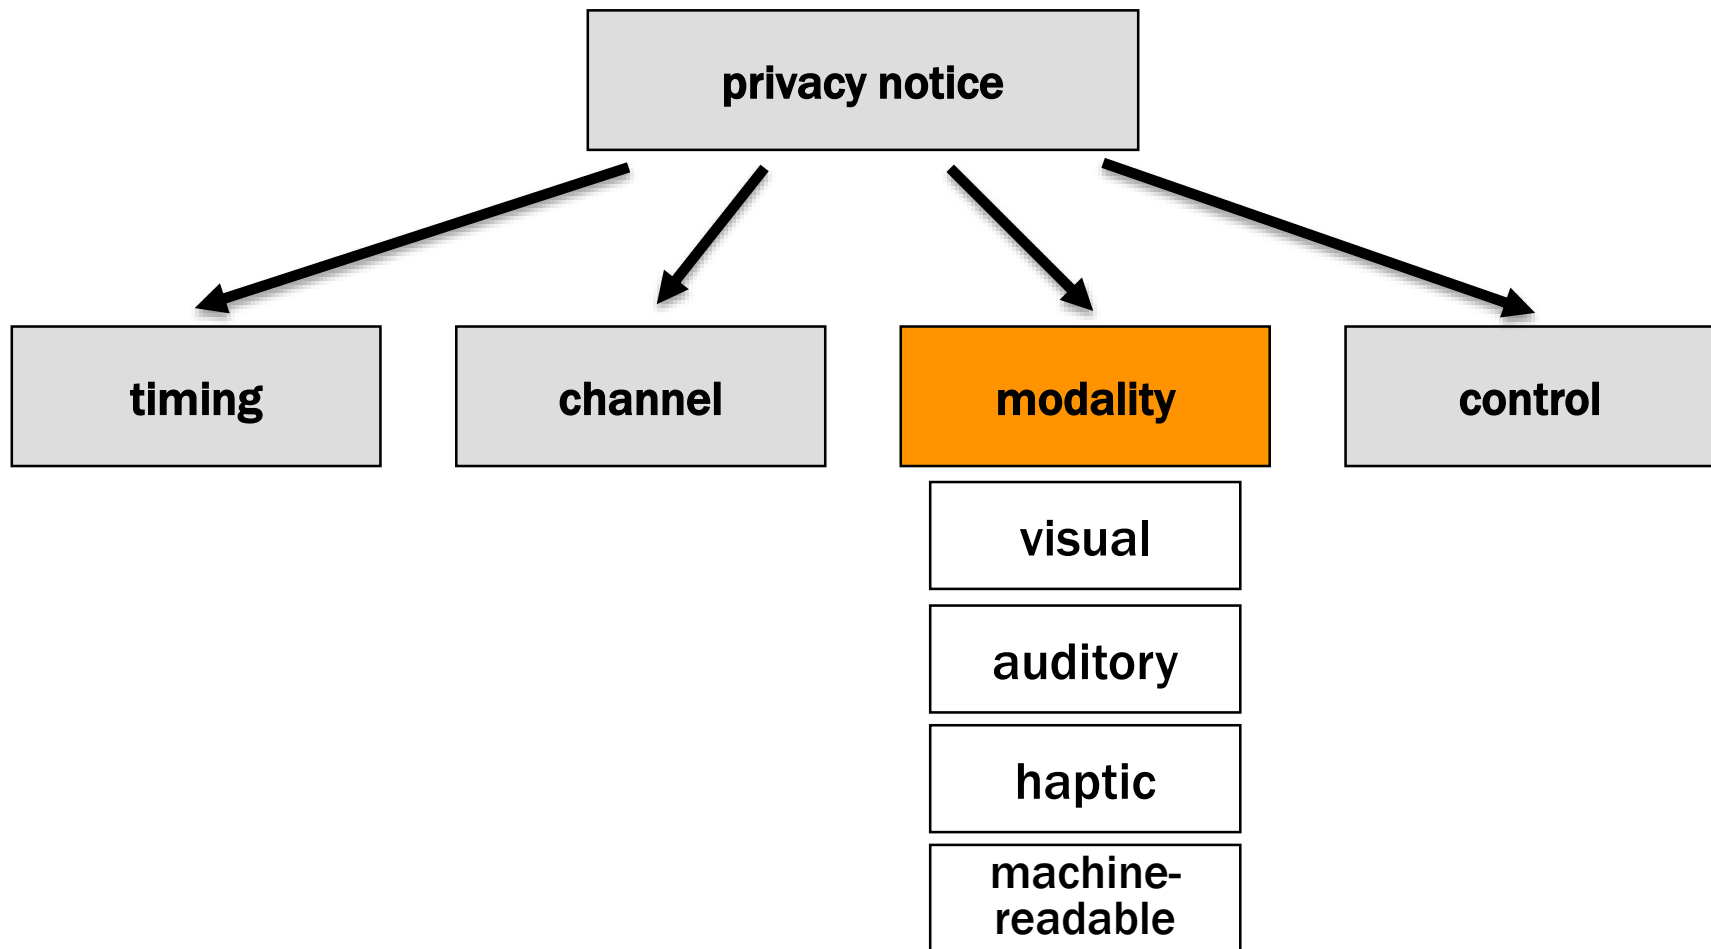 privacy notice
timing
channel
modality
control
visual
auditory
haptic
machine-
readable